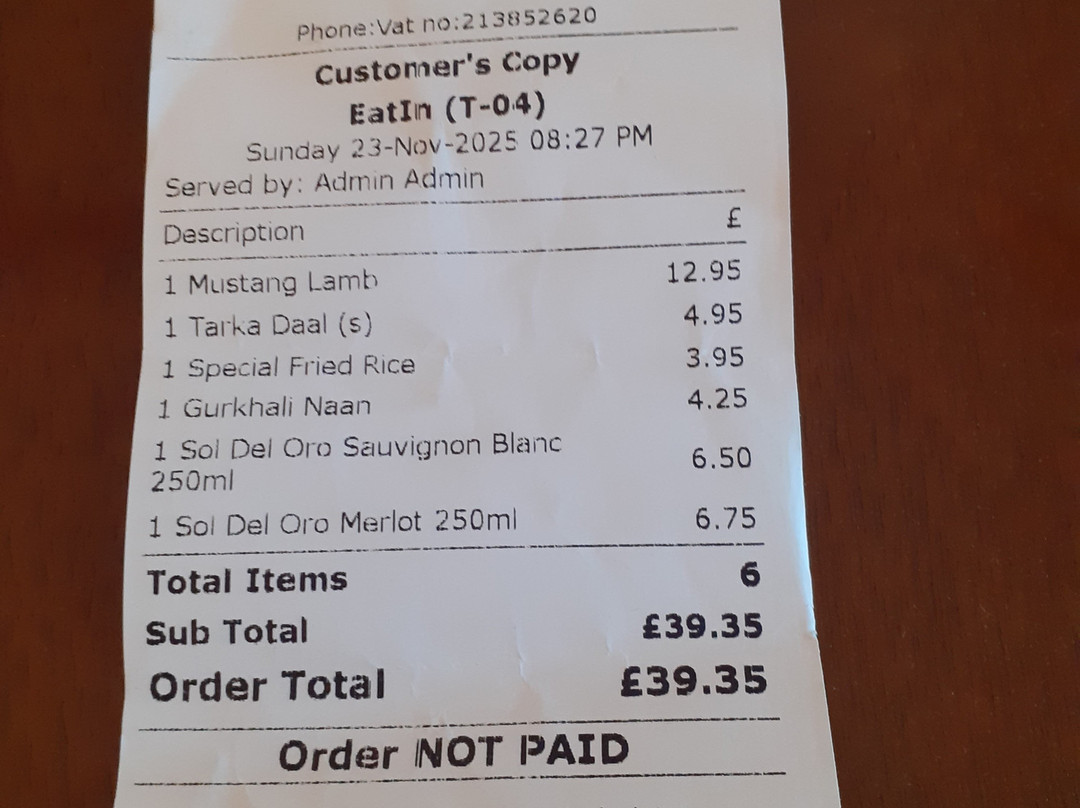 Phone:Vat no:213852620
Customer's Copy
EatIn (T-04)
Sunday 23-Nov-2025 08:27 PM
Served by: Admin Admin
Description £
1 Mustang Lamb 12.95
1 Tarka Daal (s) 4.95
1 Special Fried Rice 3.95
1 Gurkhali Naan 4.25
1 Sol Del Oro Sauvignon Blanc 6.50
250ml
1 Sol Del Oro Merlot 250ml 6.75
Total Items 6
Sub Total £39.35
Order Total £39.35
Order NOT PAID